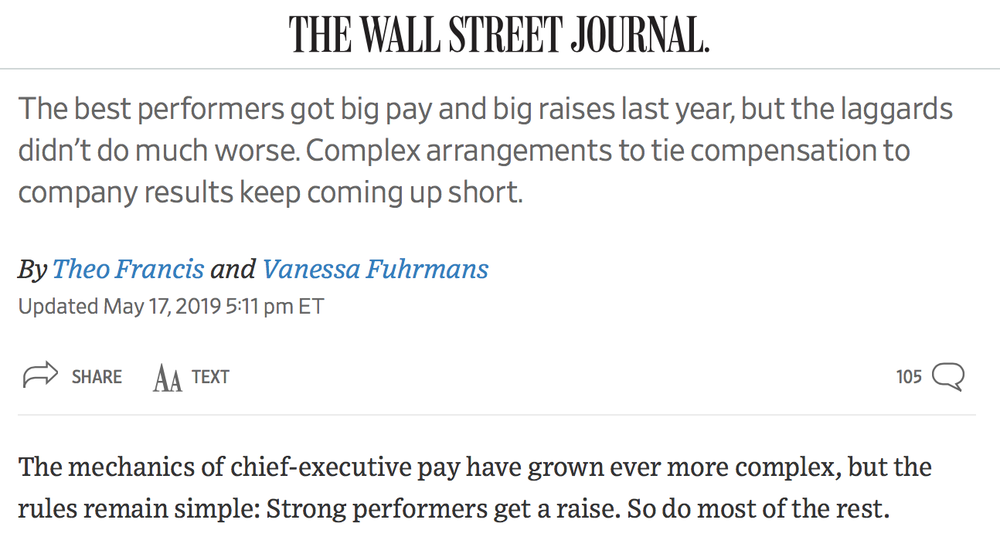 THE WALL STREET JOURNAL.
The best performers got big pay and big raises last year, but the laggards
didn’t do much worse. Complex arrangements to tie compensation to
company results keep coming up short.
By Theo Francis and Vanessa Fuhrmans
Updated May 17, 2019 5:11 pm ET
SHARE AA TEXT 105
The mechanics of chief-executive pay have grown ever more complex, but the
rules remain simple: Strong performers get a raise. So do most of the rest.